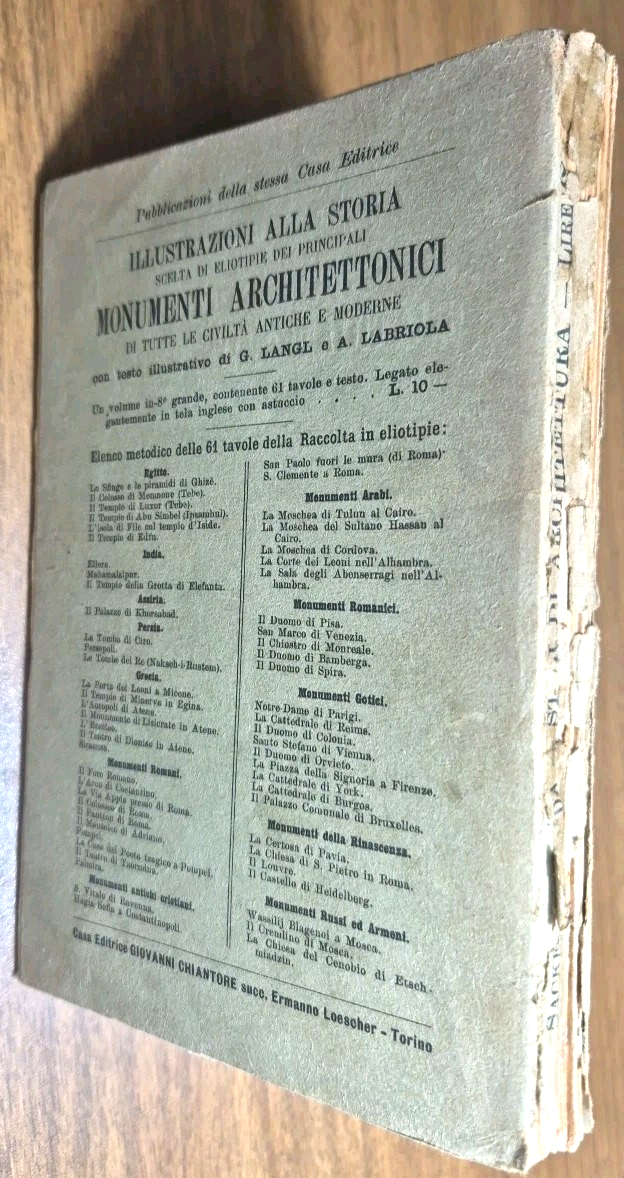 Pubblicazioni della stessa Casa Editrice
ILLUSTRAZIONI ALLA STORIA
SCELTA DI ELIOTIPIE DEI PRINCIPALI
MONUMENTI ARCHITETTONICI
DI TUTTE LE CIVILTÀ ANTICHE E MODERNE
con testo illustrativo di G. LANGL e A. LABRIOLA
Un volume in-8º grande, contenente 61 tavole e testo. Legato ele-
gantemente in tela inglese con astuccio . . . . L. 10 —
Elenco metodico delle 61 tavole della Raccolta in eliotipie:
Egitto.
Le Sfinge e le piramidi di Ghizè.
Il Colosso di Memnone (Tebe).
Il Tempio di Luxor (Tebe).
Il Tempio di Abu Simbel (Ipsambul).
L'isola di File col tempio d'Iside.
Il Tempio di Edfu.
India.
Ellora.
Mahamalaipur.
Il Tempio della Grotta di Elefanta.
Assiria.
Il Palazzo di Khorsabad.
Persia.
La Tomba di Ciro.
Persepoli.
Le Tombe dei Re (Naksch-i-Rustem).
Grecia.
La Porta dei Leoni a Micene.
Il Tempio di Minerva in Egina.
L'Acropoli di Atene.
Il Monumento di Lisicrate in Atene.
L'Eretteo.
Il Teatro di Dioniso in Atene.
Siracusa.
Monumenti Romani.
Il Foro Romano.
L'Arco di Costantino.
La Via Appia presso di Roma.
Il Colosseo di Roma.
Il Panteon di Roma.
Il Mausoleo di Adriano.
Pompei.
La Casa del Poeta tragico a Pompei.
Il Teatro di Taormina.
Palmira.
Monumenti antichi cristiani.
S. Vitale di Ravenna.
Hagia Sofia a Costantinopoli.
San Paolo fuori le mura (di Roma).
S. Clemente a Roma.
Monumenti Arabi.
La Moschea di Tulun al Cairo.
La Moschea del Sultano Hassan al
Cairo.
La Moschea di Cordova.
La Corte dei Leoni nell'Alhambra.
La Sala degli Abenserragi nell'Al-
hambra.
Monumenti Romanici.
Il Duomo di Pisa.
San Marco di Venezia.
Il Chiostro di Monreale.
Il Duomo di Bamberga.
Il Duomo di Spira.
Monumenti Gotici.
Notre-Dame di Parigi.
La Cattedrale di Reims.
Il Duomo di Colonia.
Santo Stefano di Vienna.
Il Duomo di Orvieto.
La Piazza della Signoria a Firenze.
La Cattedrale di York.
La Cattedrale di Burgos.
Il Palazzo Comunale di Bruxelles.
Monumenti della Rinascenza.
La Certosa di Pavia.
La Chiesa di S. Pietro in Roma.
Il Louvre.
Il Castello di Heidelberg.
Monumenti Russi ed Armeni.
Wassilij Blagenoi a Mosca.
Il Cremlino di Mosca.
La Chiesa del Cenobio di Etsch-
miadzin.
Casa Editrice GIOVANNI CHIANTORE succ. Ermanno Loescher - Torino
DI ARCHITETTURA — LIRE